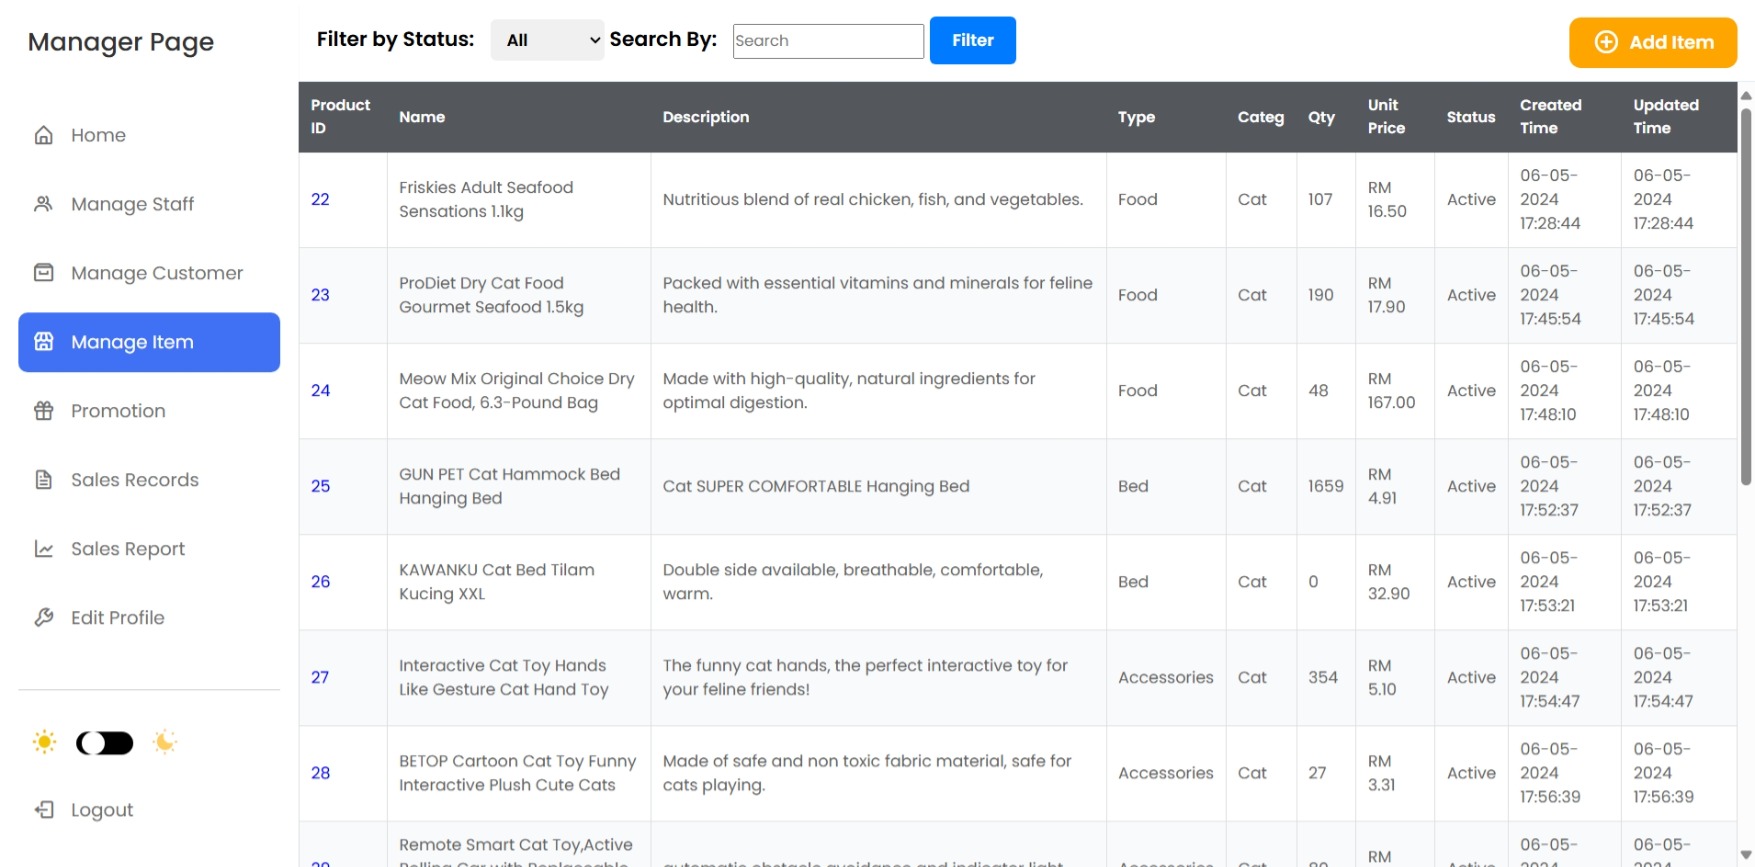 Manager Page
Home
Manage Staff
Manage Customer
Manage Item
Promotion
Sales Records
Sales Report
Edit Profile
Logout
Filter by Status: All Search By: Search Filter
Add Item
Product ID Name Description Type Categ Qty Unit Price Status Created Time Updated Time
22 Friskies Adult Seafood Sensations 1.1kg Nutritious blend of real chicken, fish, and vegetables. Food Cat 107 RM 16.50 Active 06-05-2024 17:28:44 06-05-2024 17:28:44
23 ProDiet Dry Cat Food Gourmet Seafood 1.5kg Packed with essential vitamins and minerals for feline health. Food Cat 190 RM 17.90 Active 06-05-2024 17:45:54 06-05-2024 17:45:54
24 Meow Mix Original Choice Dry Cat Food, 6.3-Pound Bag Made with high-quality, natural ingredients for optimal digestion. Food Cat 48 RM 167.00 Active 06-05-2024 17:48:10 06-05-2024 17:48:10
25 GUN PET Cat Hammock Bed Hanging Bed Cat SUPER COMFORTABLE Hanging Bed Bed Cat 1659 RM 4.91 Active 06-05-2024 17:52:37 06-05-2024 17:52:37
26 KAWANKU Cat Bed Tilam Kucing XXL Double side available, breathable, comfortable, warm. Bed Cat 0 RM 32.90 Active 06-05-2024 17:53:21 06-05-2024 17:53:21
27 Interactive Cat Toy Hands Like Gesture Cat Hand Toy The funny cat hands, the perfect interactive toy for your feline friends! Accessories Cat 354 RM 5.10 Active 06-05-2024 17:54:47 06-05-2024 17:54:47
28 BETOP Cartoon Cat Toy Funny Interactive Plush Cute Cats Made of safe and non toxic fabric material, safe for cats playing. Accessories Cat 27 RM 3.31 Active 06-05-2024 17:56:39 06-05-2024 17:56:39
Remote Smart Cat Toy,Active Rolling Car with Replaceable automatic obstacle avoidance and indicator light Accessories Cat RM Active 06-05-2024 06-05-2024